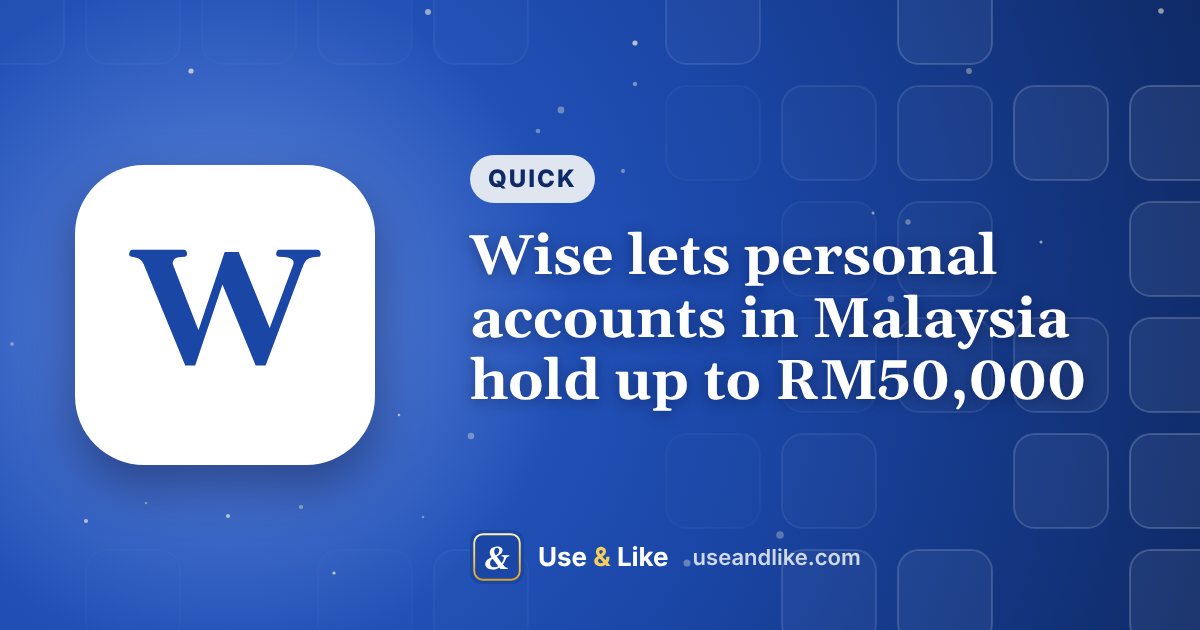 W
QUICK
Wise lets personal
accounts in Malaysia
hold up to RM50,000
& Use & Like useandlike.com